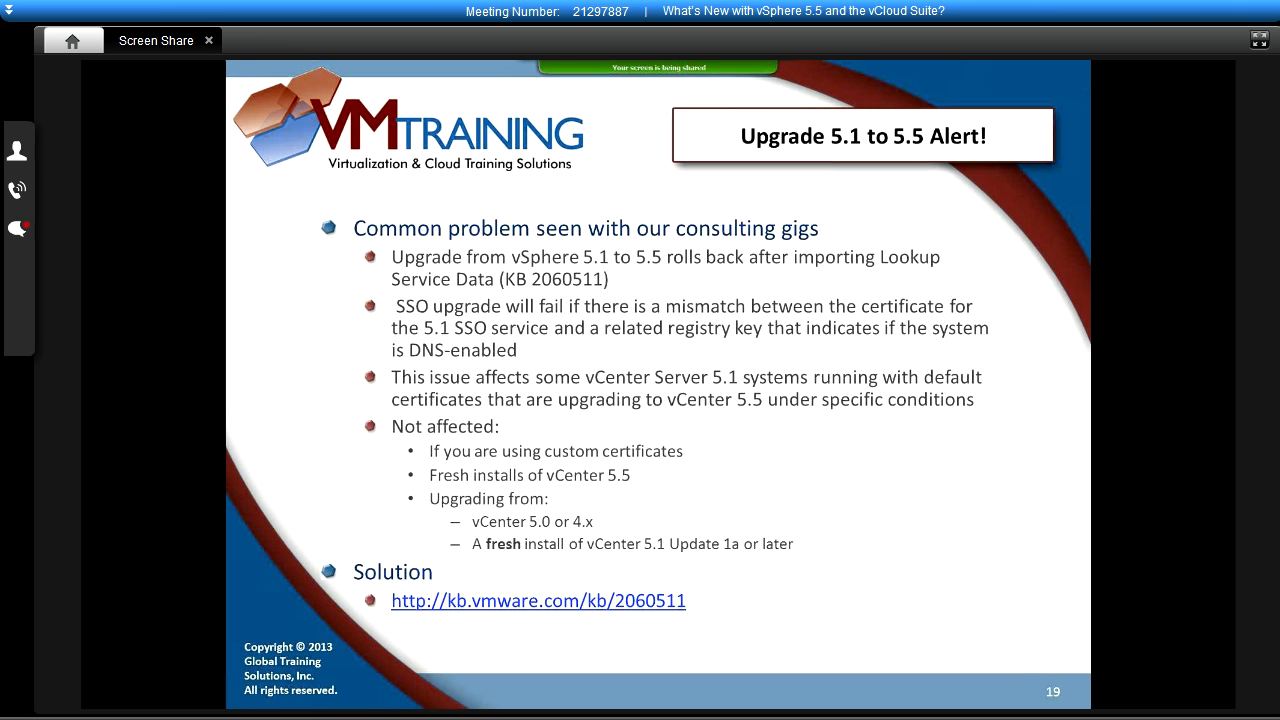 Meeting Number: 21297887 | What's New with vSphere 5.5 and the vCloud Suite?
Screen Share ×
Your screen is being shared
VMTRAINING
Virtualization & Cloud Training Solutions
Upgrade 5.1 to 5.5 Alert!
Common problem seen with our consulting gigs
Upgrade from vSphere 5.1 to 5.5 rolls back after importing Lookup
Service Data (KB 2060511)
SSO upgrade will fail if there is a mismatch between the certificate for
the 5.1 SSO service and a related registry key that indicates if the system
is DNS-enabled
This issue affects some vCenter Server 5.1 systems running with default
certificates that are upgrading to vCenter 5.5 under specific conditions
Not affected:
• If you are using custom certificates
• Fresh installs of vCenter 5.5
• Upgrading from:
– vCenter 5.0 or 4.x
– A fresh install of vCenter 5.1 Update 1a or later
Solution
http://kb.vmware.com/kb/2060511
Copyright © 2013
Global Training
Solutions, Inc.
All rights reserved.
19